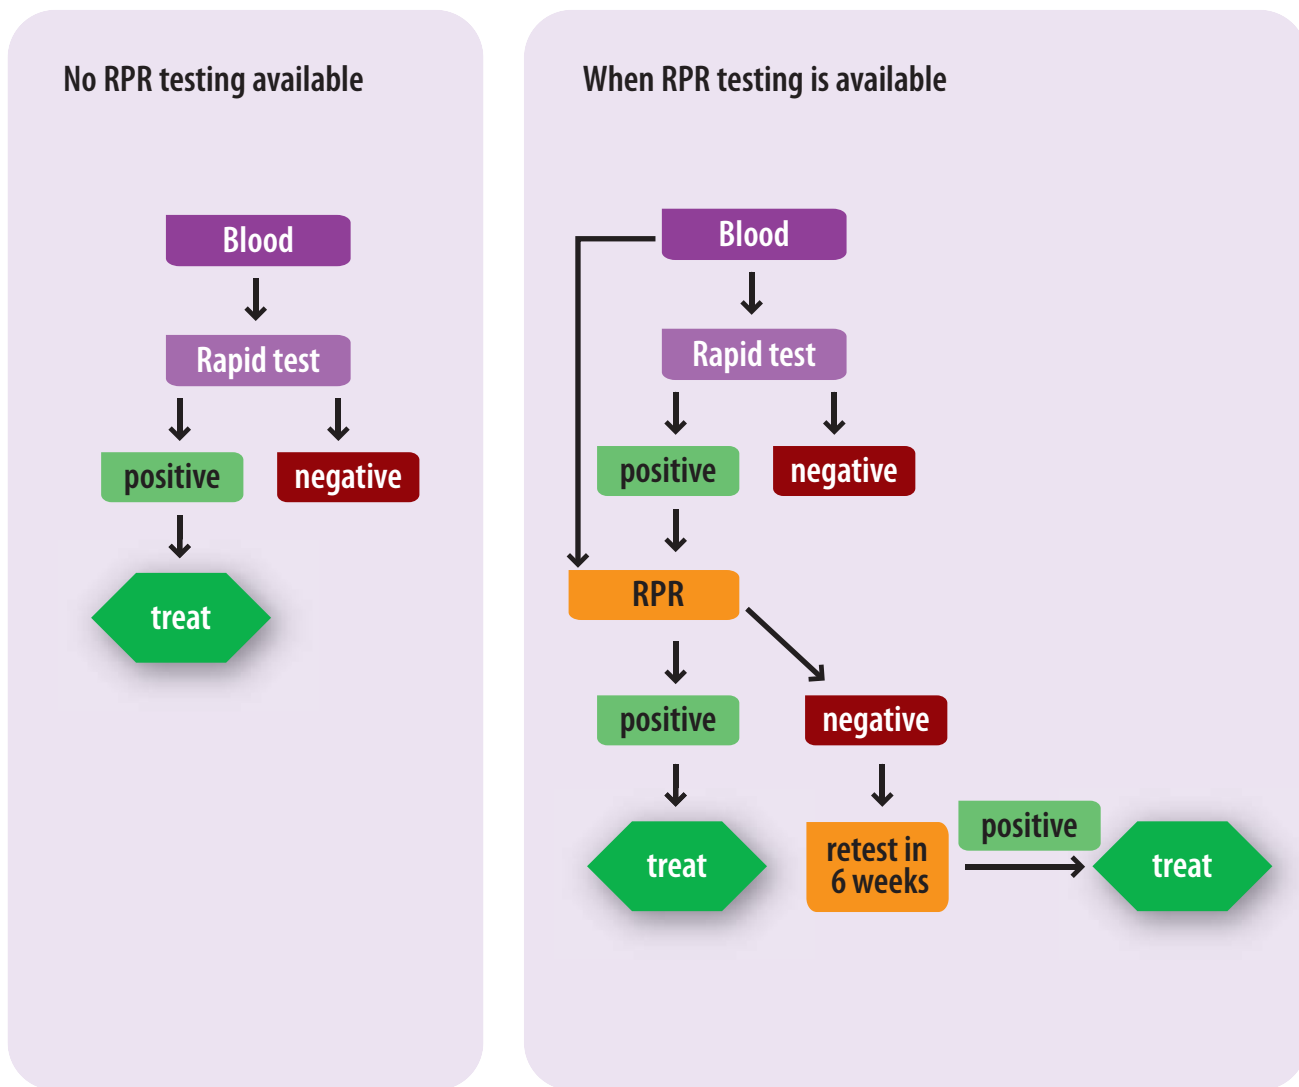 No RPR testing available
Blood
Rapid test
positive
negative
treat
When RPR testing is available
Blood
Rapid test
positive
negative
RPR
positive
negative
treat
retest in
6 weeks
positive
treat